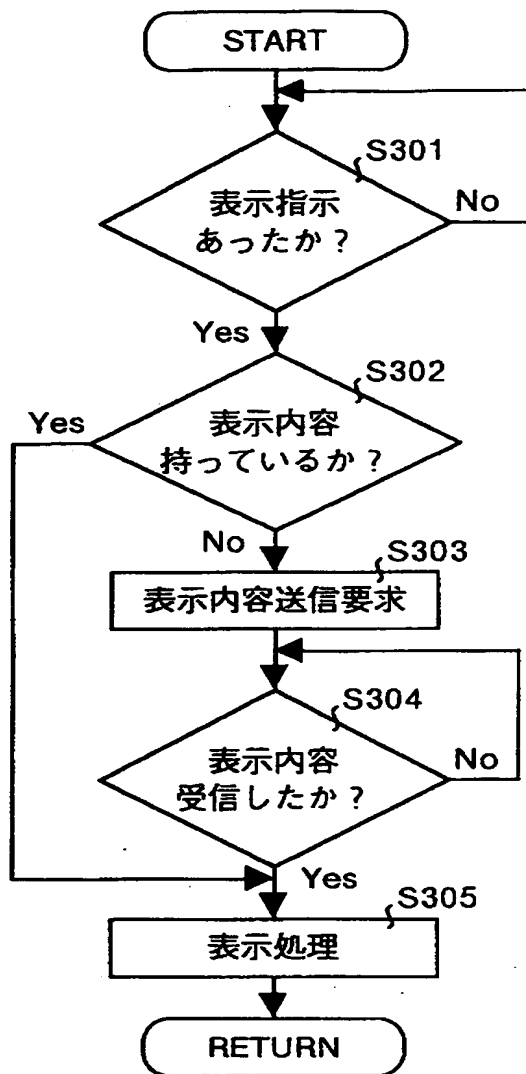 START
S301
表示指示
あったか？
No
Yes
S302
Yes
表示内容
持っているか？
No
S303
表示内容送信要求
S304
表示内容
受信したか？
No
Yes
S305
表示処理
RETURN